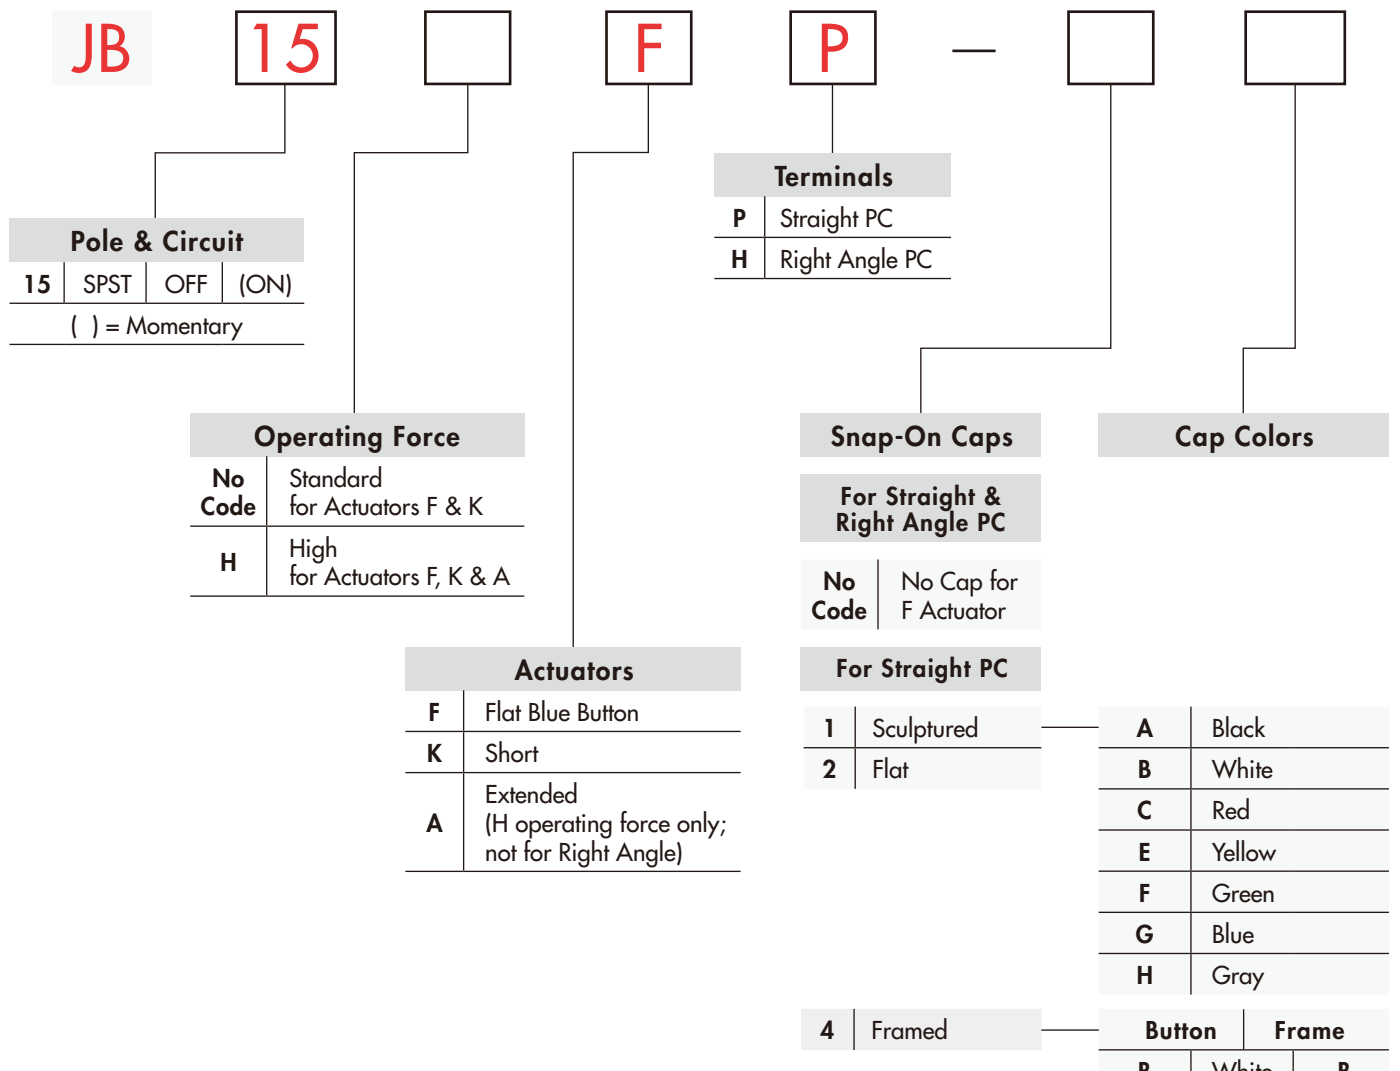 JB 15 F P —
Terminals
P Straight PC
H Right Angle PC
Pole & Circuit
15 SPST OFF (ON)
( ) = Momentary
Operating Force
No Code Standard
for Actuators F & K
H High
for Actuators F, K & A
Actuators
F Flat Blue Button
K Short
A Extended
(H operating force only;
not for Right Angle)
Snap-On Caps
For Straight &
Right Angle PC
No Code No Cap for
F Actuator
For Straight PC
1 Sculptured
2 Flat
4 Framed
Cap Colors
A Black
B White
C Red
E Yellow
F Green
G Blue
H Gray
Button Frame
B White B